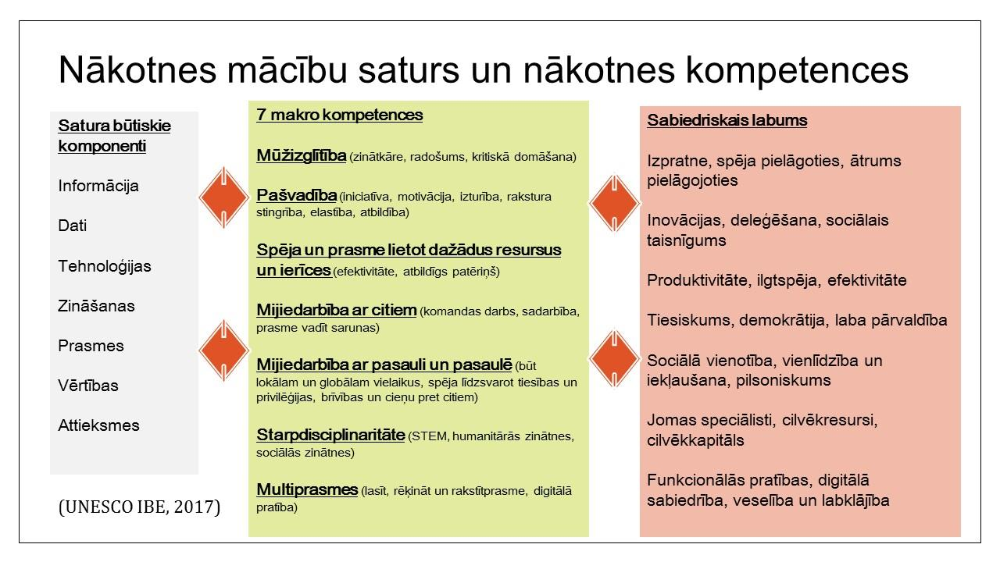 Nākotnes mācību saturs un nākotnes kompetences
Satura būtiskie
komponenti
Informācija
Dati
Tehnoloģijas
Zināšanas
Prasmes
Vērtības
Attieksmes
(UNESCO IBE, 2017)
7 makro kompetences
Mūžizglītība (zinātkāre, radošums, kritiskā domāšana)
Pašvadība (iniciatīva, motivācija, izturība, rakstura
stingrība, elastība, atbildība)
Spēja un prasme lietot dažādus resursus
un ierīces (efektivitāte, atbildīgs patēriņš)
Mijiedarbība ar citiem (komandas darbs, sadarbība,
prasme vadīt sarunas)
Mijiedarbība ar pasauli un pasaulē (būt
lokālam un globālam vielaikus, spēja līdzsvarot tiesības un
privilēģijas, brīvības un cieņu pret citiem)
Starpdisciplinaritāte (STEM, humanitārās zinātnes,
sociālās zinātnes)
Multiprasmes (lasīt, rēķināt un rakstītprasme, digitālā
pratība)
Sabiedriskais labums
Izpratne, spēja pielāgoties, ātrums
pielāgojoties
Inovācijas, deleģēšana, sociālais
taisnīgums
Produktivitāte, ilgtspēja, efektivitāte
Tiesiskums, demokrātija, laba pārvaldība
Sociālā vienotība, vienlīdzība un
iekļaušana, pilsoniskums
Jomas speciālisti, cilvēkresursi,
cilvēkkapitāls
Funkcionālās pratības, digitālā
sabiedrība, veselība un labklājība